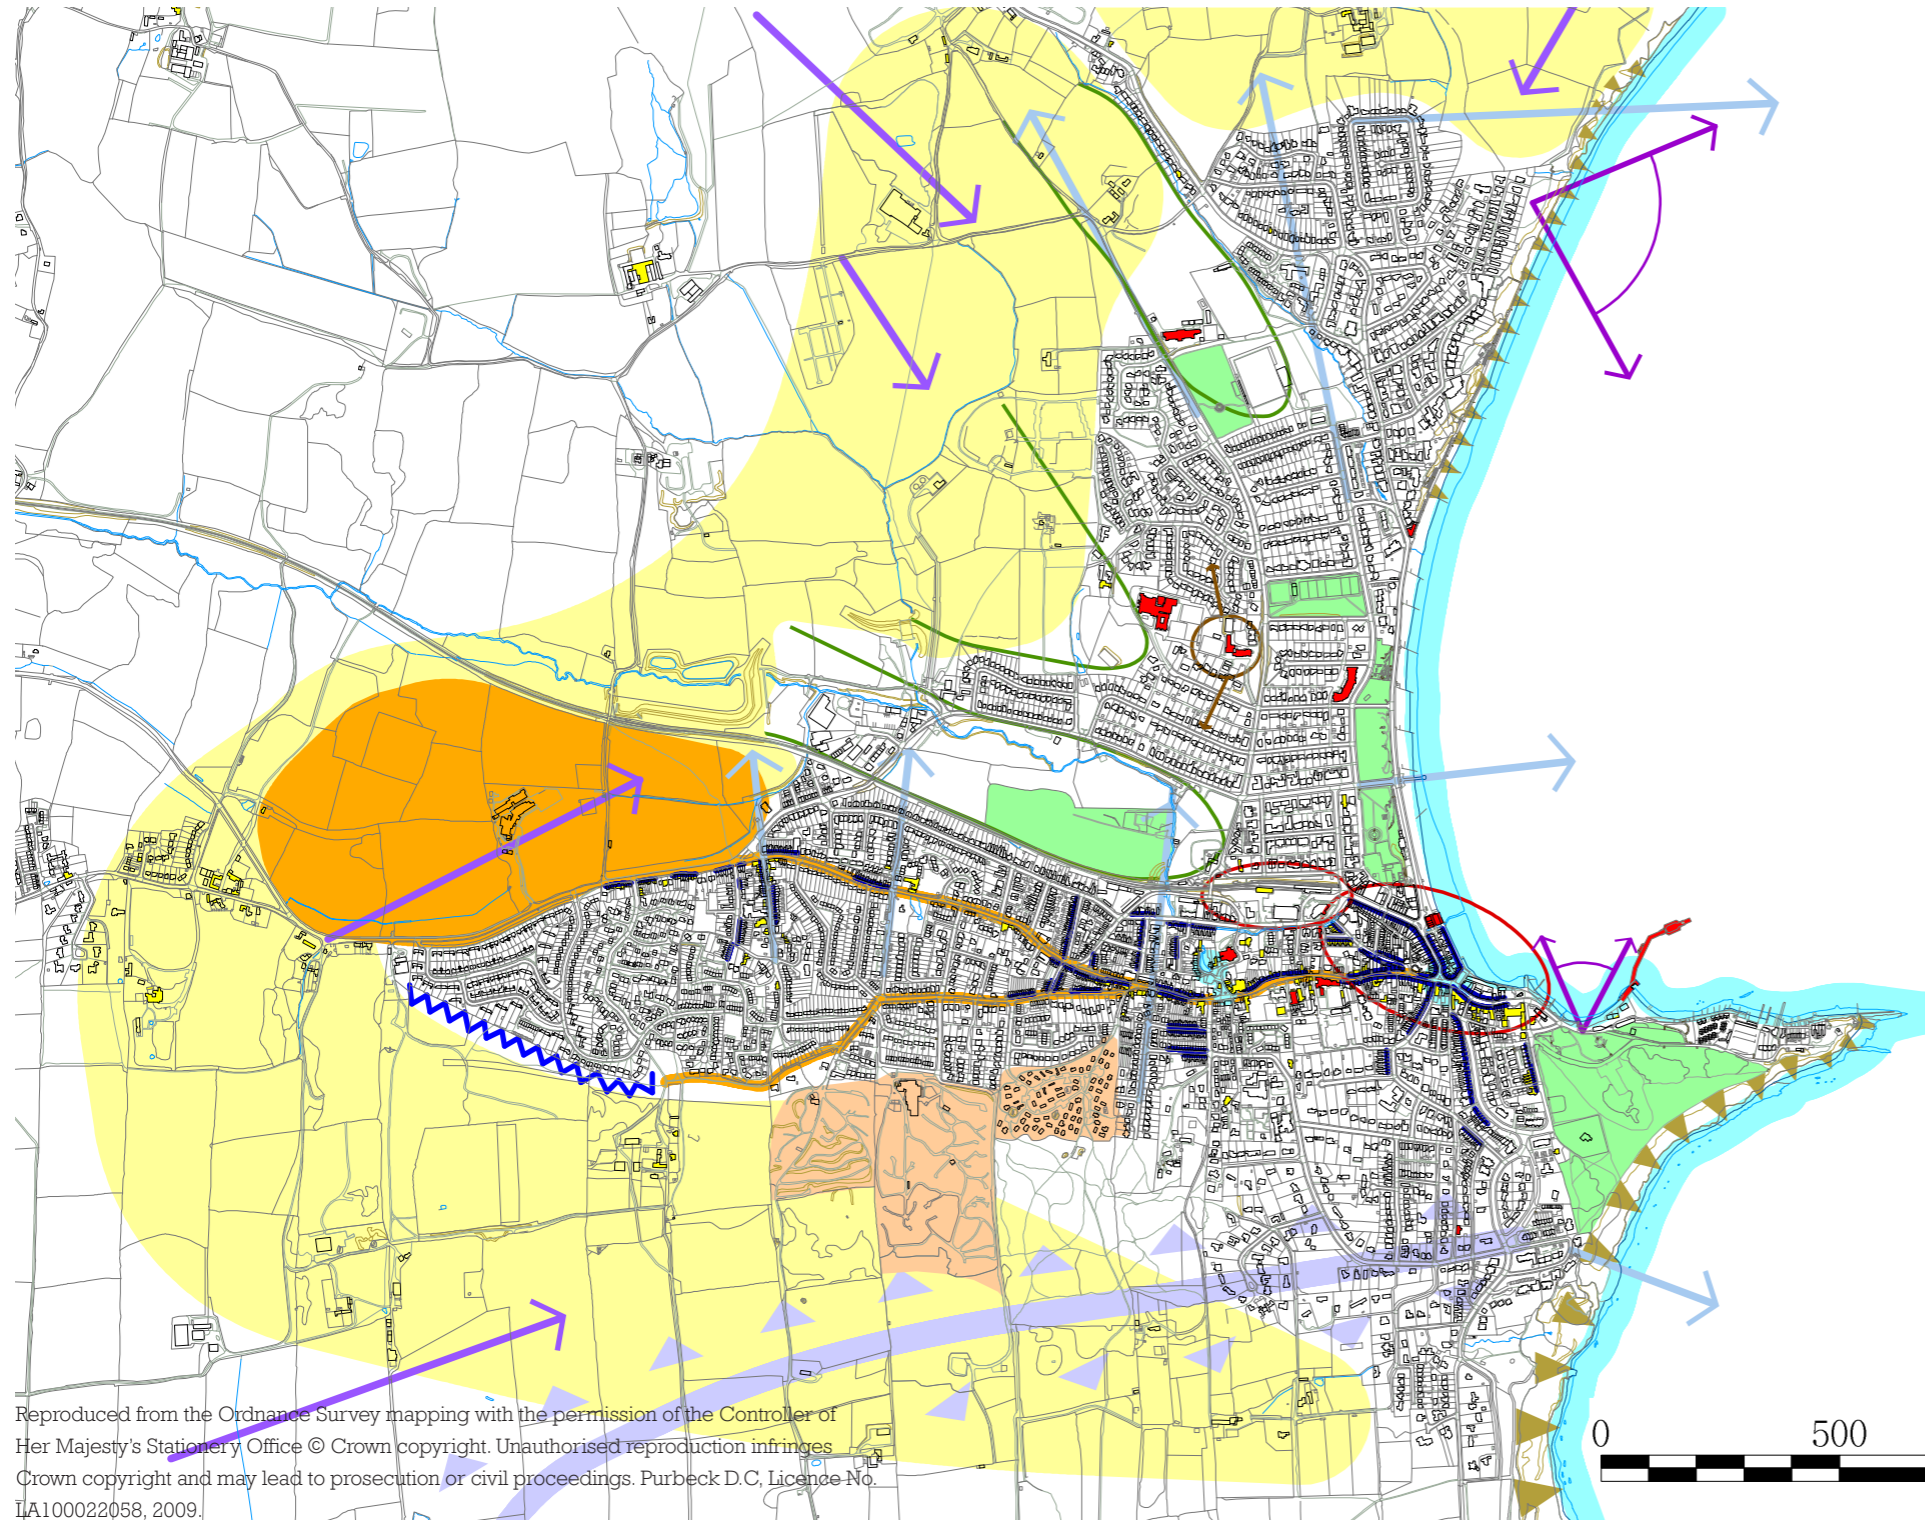 0 500
Reproduced from the Ordnance Survey mapping with the permission of the Controller of
Her Majesty's Stationery Office © Crown copyright. Unauthorised reproduction infringes
Crown copyright and may lead to prosecution or civil proceedings. Purbeck D.C, Licence No.
LA100022058, 2009.